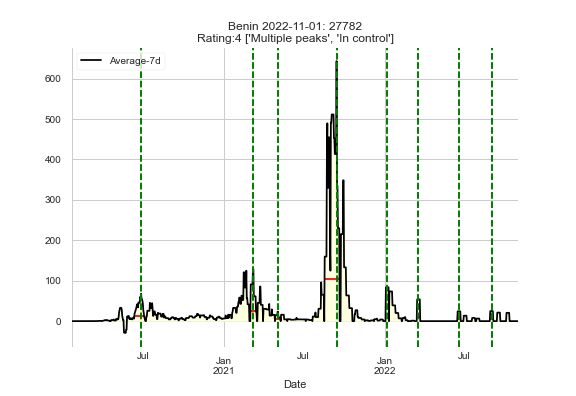 Benin 2022-11-01: 27782
Rating:4 ['Multiple peaks', 'In control']
Average-7d
600
500
400
300
200
100
0
Jul
Jan
2021
Jul
Jan
2022
Jul
Date